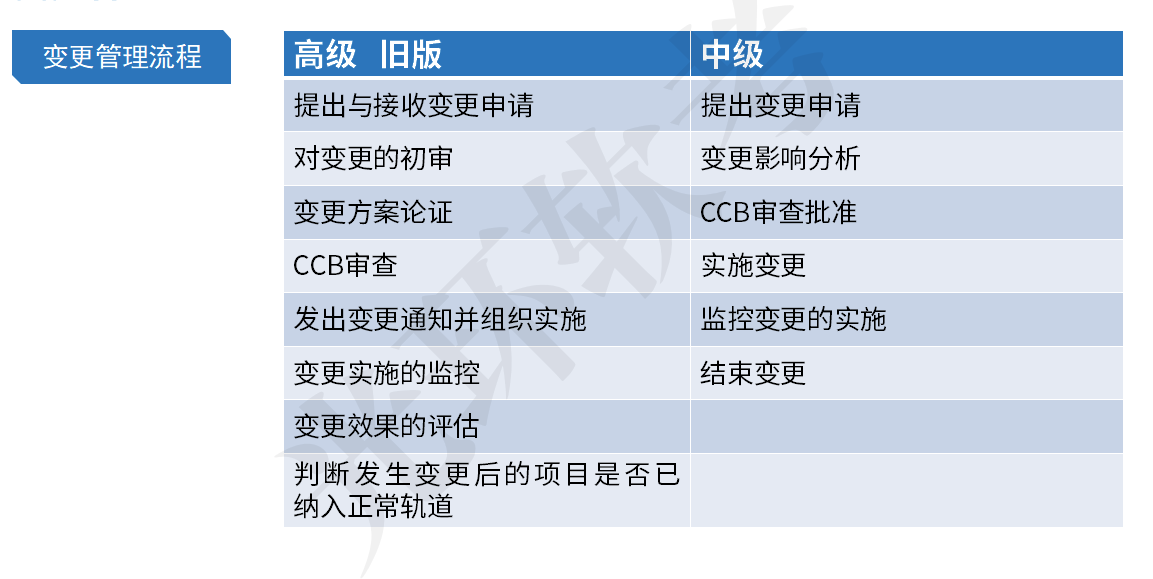 变更管理流程
高级 旧版
中级
提出与接收变更申请
提出变更申请
对变更的初审
变更影响分析
变更方案论证
CCB审查批准
CCB审查
实施变更
发出变更通知并组织实施
监控变更的实施
变更实施的监控
结束变更
变更效果的评估
判断发生变更后的项目是否已
纳入正常轨道